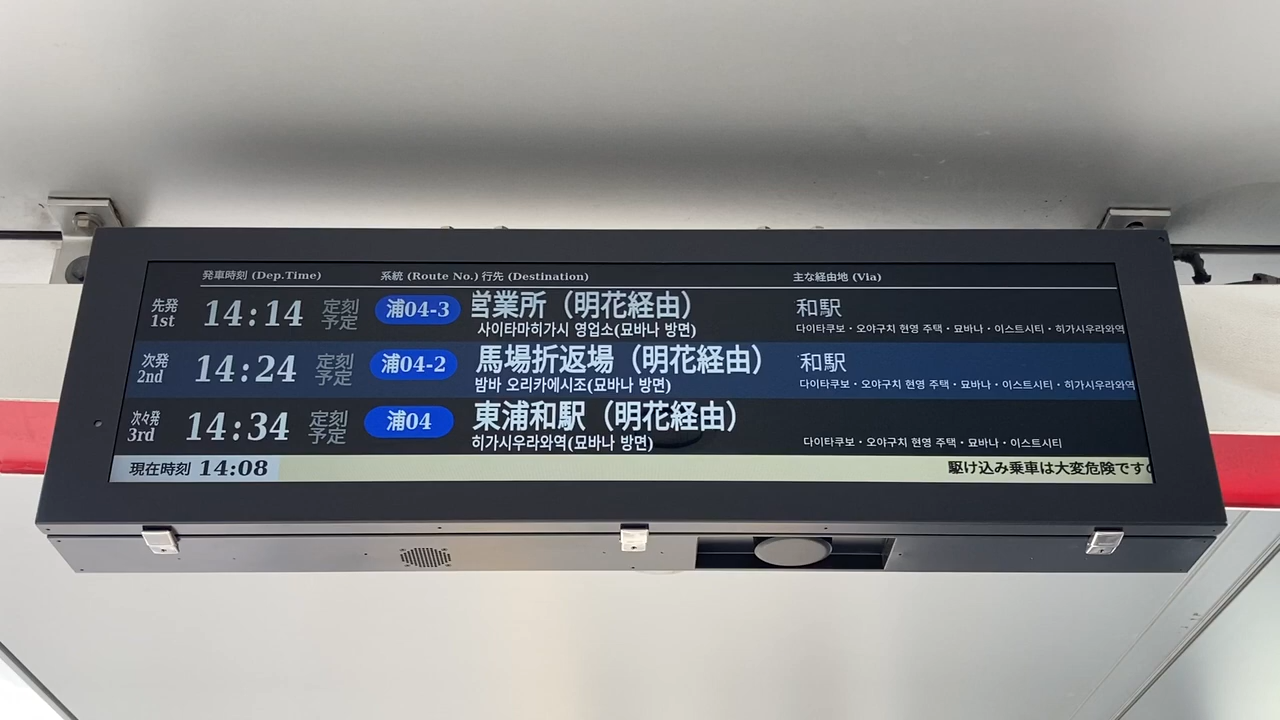 発車時刻 (Dep.Time) 系統 (Route No.) 行先 (Destination) 主な経由地 (Via)
先発 1st 14:14 定刻予定 浦04-3 営業所（明花経由） 和駅
사이타마히가시 영업소(묘바나 방면) 다이타쿠보・오야구치 현영 주택・묘바나・이스트시티・히가시우라와역
次発 2nd 14:24 定刻予定 浦04-2 馬場折返場（明花経由） 和駅
밤바 오리카에시조(묘바나 방면) 다이타쿠보・오야구치 현영 주택・묘바나・이스트시티・히가시우라와역
次々発 3rd 14:34 定刻予定 浦04 東浦和駅（明花経由）
히가시우라와역(묘바나 방면) 다이타쿠보・오야구치 현영 주택・묘바나・이스트시티
現在時刻 14:08 駆け込み乗車は大変危険です